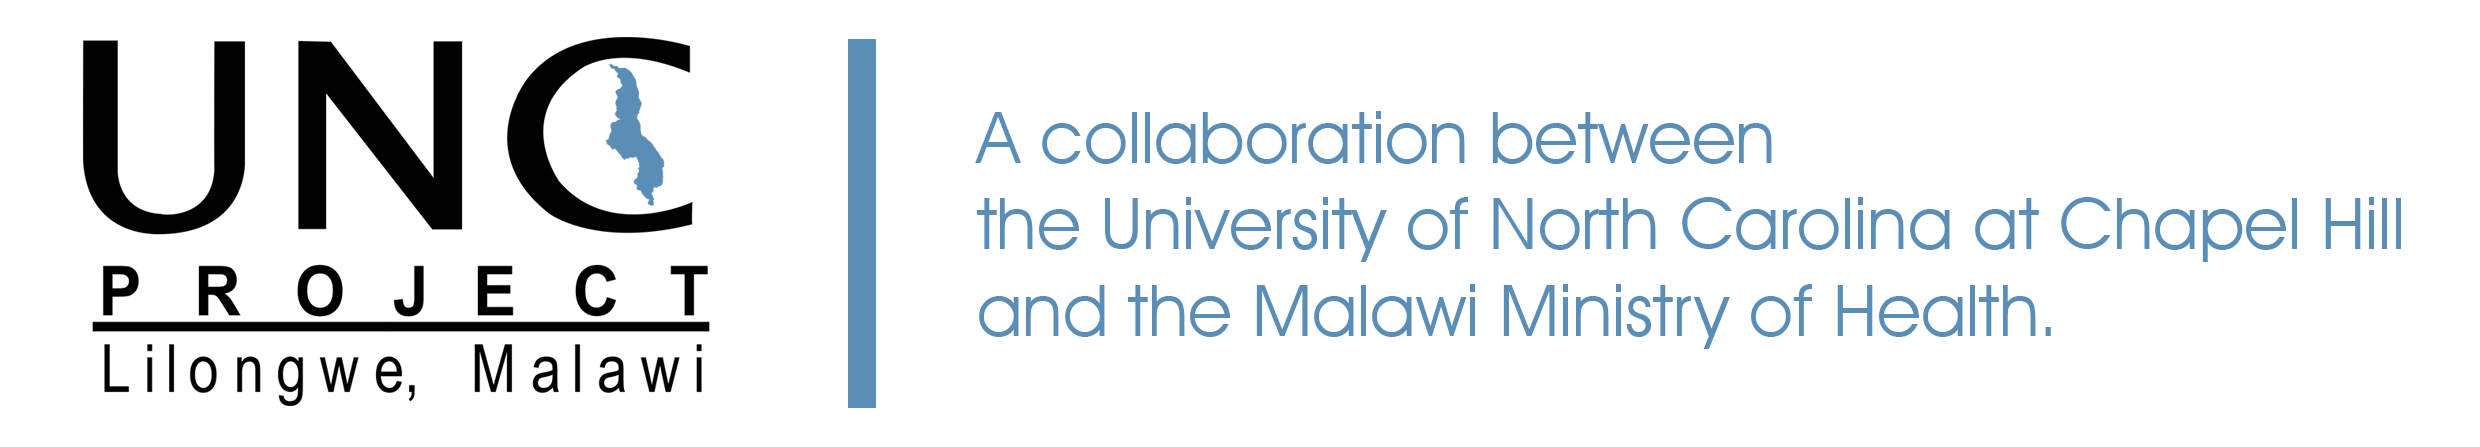 UNC
PROJECT
Lilongwe, Malawi
A collaboration between
the University of North Carolina at Chapel Hill
and the Malawi Ministry of Health.